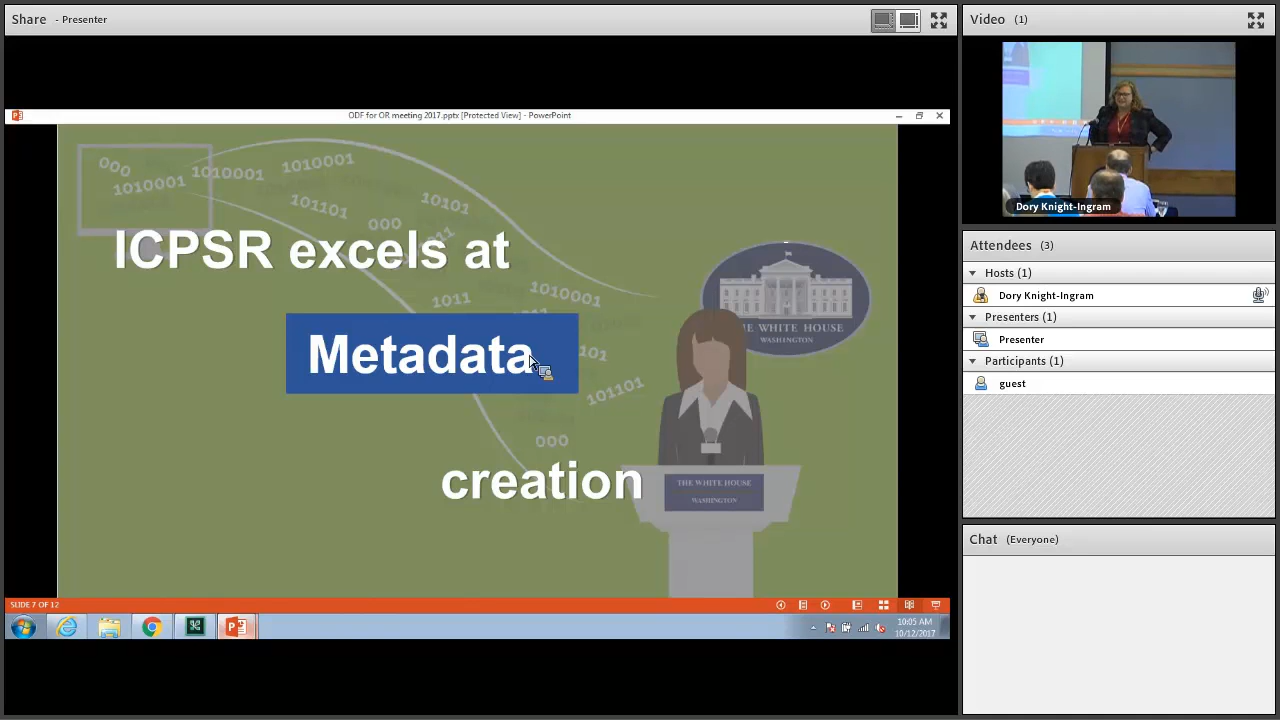 Share - Presenter
ODF for OR meeting 2017.pptx [Protected View] - PowerPoint
000
1010001
1010001
1010001
101101
000
10101
ICPSR excels at
1011
1010001
Metadata
101
101101
000
creation
THE WHITE HOUSE
WASHINGTON
THE WHITE HOUSE
WASHINGTON
SLIDE 7 OF 12
10:05 AM
10/12/2017
Video (1)
Dory Knight-Ingram
Attendees (3)
Hosts (1)
Dory Knight-Ingram
Presenters (1)
Presenter
Participants (1)
guest
Chat (Everyone)